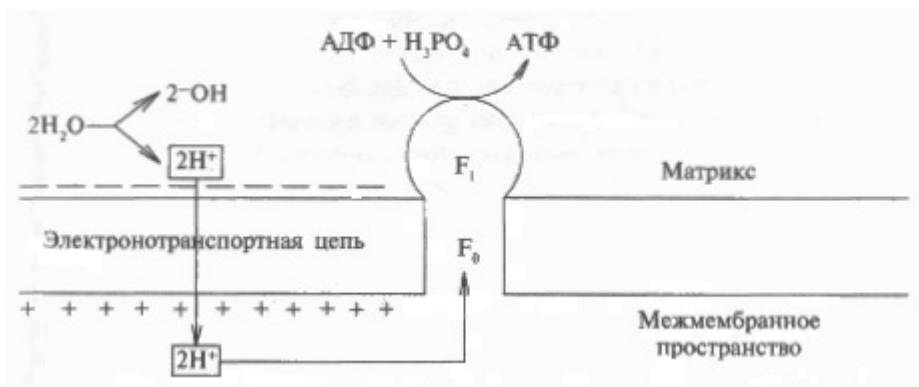 АДФ + H₃PO₄ АТФ
2⁻OH
2H₂O
2H⁺
F₁
Матрикс
Электронотранспортная цепь
F₀
+ + + + + + + + + + +
Межмембранное
пространство
2H⁺